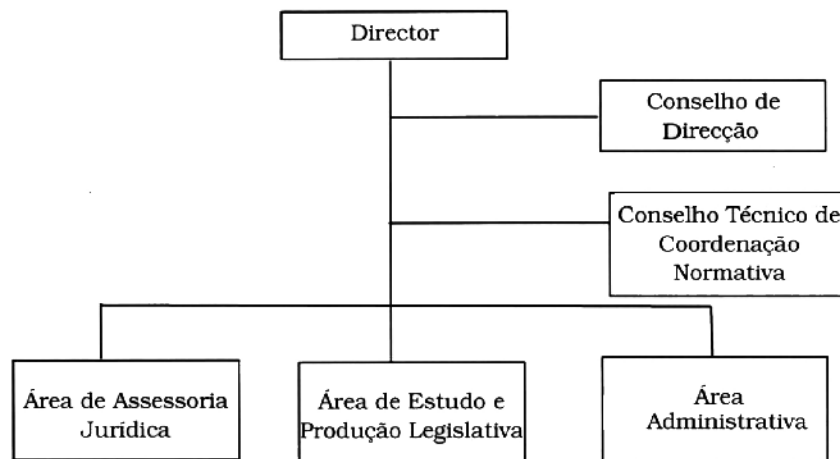 Director
Conselho de
Direcção
Conselho Técnico de
Coordenação
Normativa
Área de Assessoria
Jurídica
Área de Estudo e
Produção Legislativa
Área
Administrativa